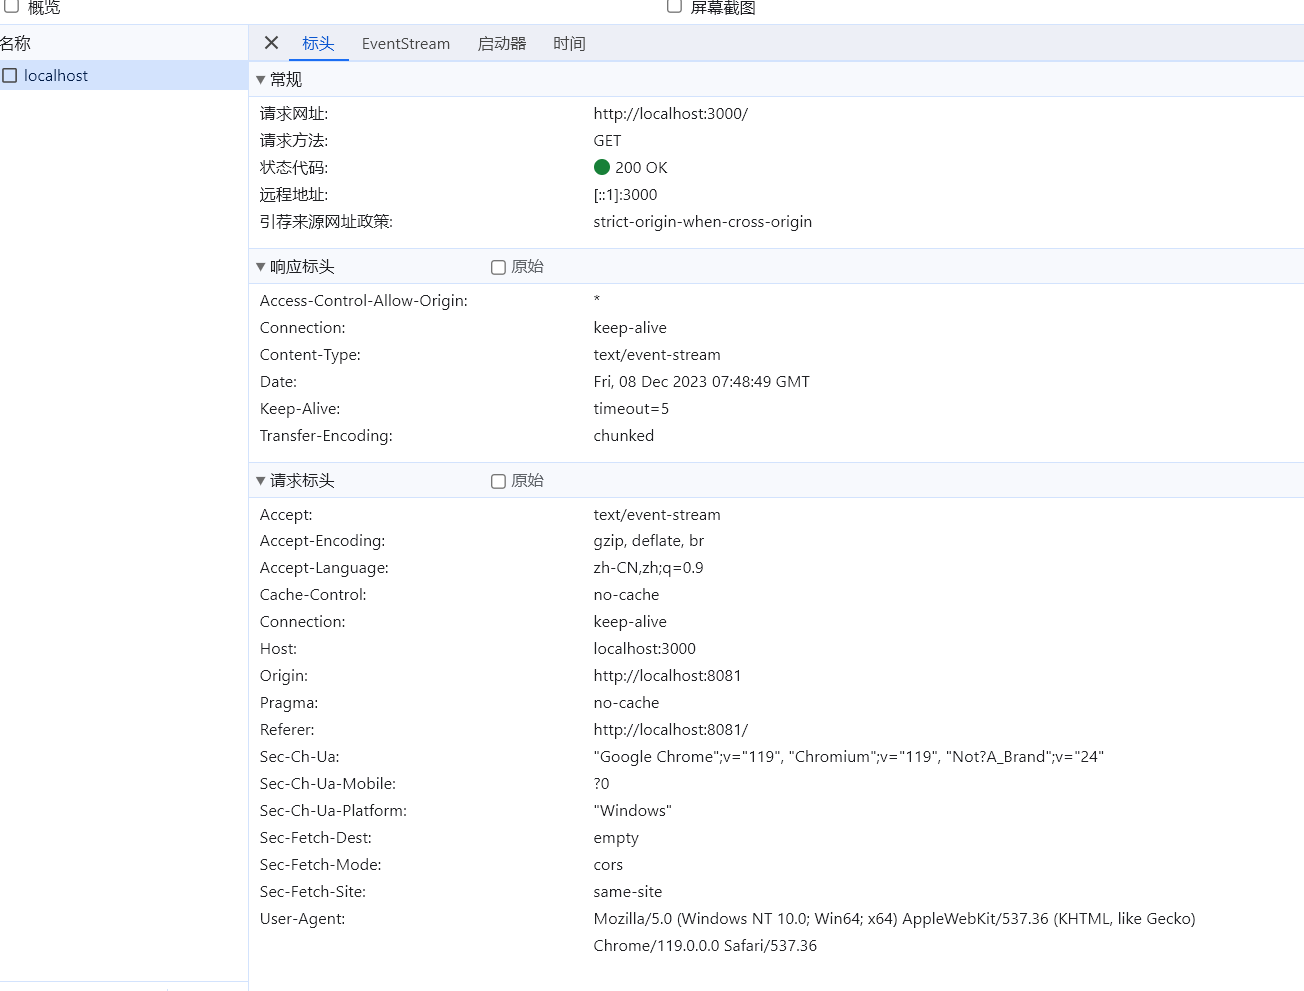 概览
屏幕截图
名称
标头 EventStream 启动器 时间
localhost
常规
请求网址: http://localhost:3000/
请求方法: GET
状态代码: 200 OK
远程地址: [::1]:3000
引荐来源网址政策: strict-origin-when-cross-origin
响应标头 原始
Access-Control-Allow-Origin: *
Connection: keep-alive
Content-Type: text/event-stream
Date: Fri, 08 Dec 2023 07:48:49 GMT
Keep-Alive: timeout=5
Transfer-Encoding: chunked
请求标头 原始
Accept: text/event-stream
Accept-Encoding: gzip, deflate, br
Accept-Language: zh-CN,zh;q=0.9
Cache-Control: no-cache
Connection: keep-alive
Host: localhost:3000
Origin: http://localhost:8081
Pragma: no-cache
Referer: http://localhost:8081/
Sec-Ch-Ua: "Google Chrome";v="119", "Chromium";v="119", "Not?A_Brand";v="24"
Sec-Ch-Ua-Mobile: ?0
Sec-Ch-Ua-Platform: "Windows"
Sec-Fetch-Dest: empty
Sec-Fetch-Mode: cors
Sec-Fetch-Site: same-site
User-Agent: Mozilla/5.0 (Windows NT 10.0; Win64; x64) AppleWebKit/537.36 (KHTML, like Gecko)
Chrome/119.0.0.0 Safari/537.36